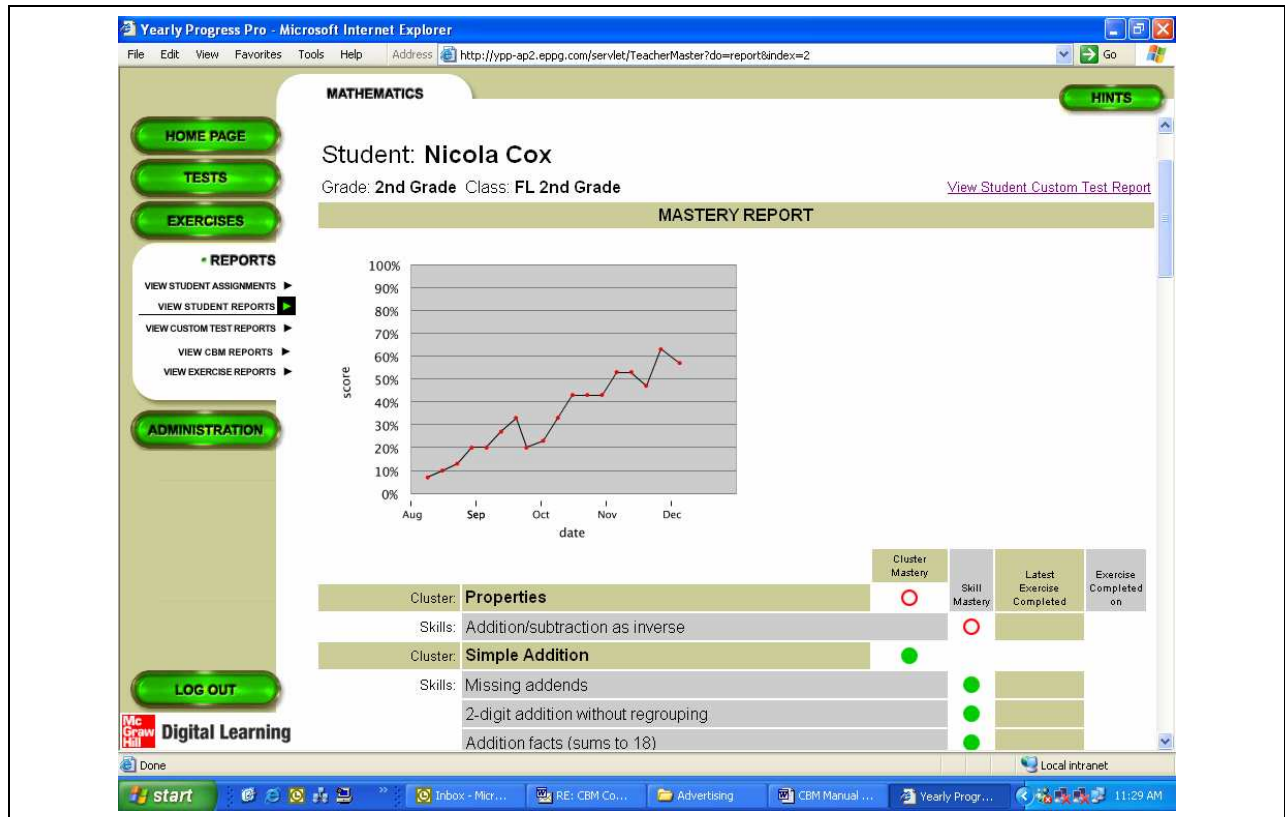 Yearly Progress Pro - Microsoft Internet Explorer
File Edit View Favorites Tools Help Address http://ypp-ap2.eppg.com/servlet/TeacherMaster?do=report&index=2 Go
MATHEMATICS
HINTS
HOME PAGE
TESTS
EXERCISES
• REPORTS
VIEW STUDENT ASSIGNMENTS
VIEW STUDENT REPORTS
VIEW CUSTOM TEST REPORTS
VIEW CBM REPORTS
VIEW EXERCISE REPORTS
ADMINISTRATION
LOG OUT
Mc Graw Hill Digital Learning
Student: Nicola Cox
Grade: 2nd Grade Class: FL 2nd Grade View Student Custom Test Report
MASTERY REPORT
100%
90%
80%
70%
60%
50%
40%
30%
20%
10%
0%
score
Aug Sep Oct Nov Dec
date
Cluster Mastery
Skill Mastery
Latest Exercise Completed
Exercise Completed on
Cluster: Properties
Skills: Addition/subtraction as inverse
Cluster: Simple Addition
Skills: Missing addends
2-digit addition without regrouping
Addition facts (sums to 18)
Done Local intranet
start Inbox - Micr... RE: CBM Co... Advertising CBM Manual ... Yearly Progr... 11:29 AM